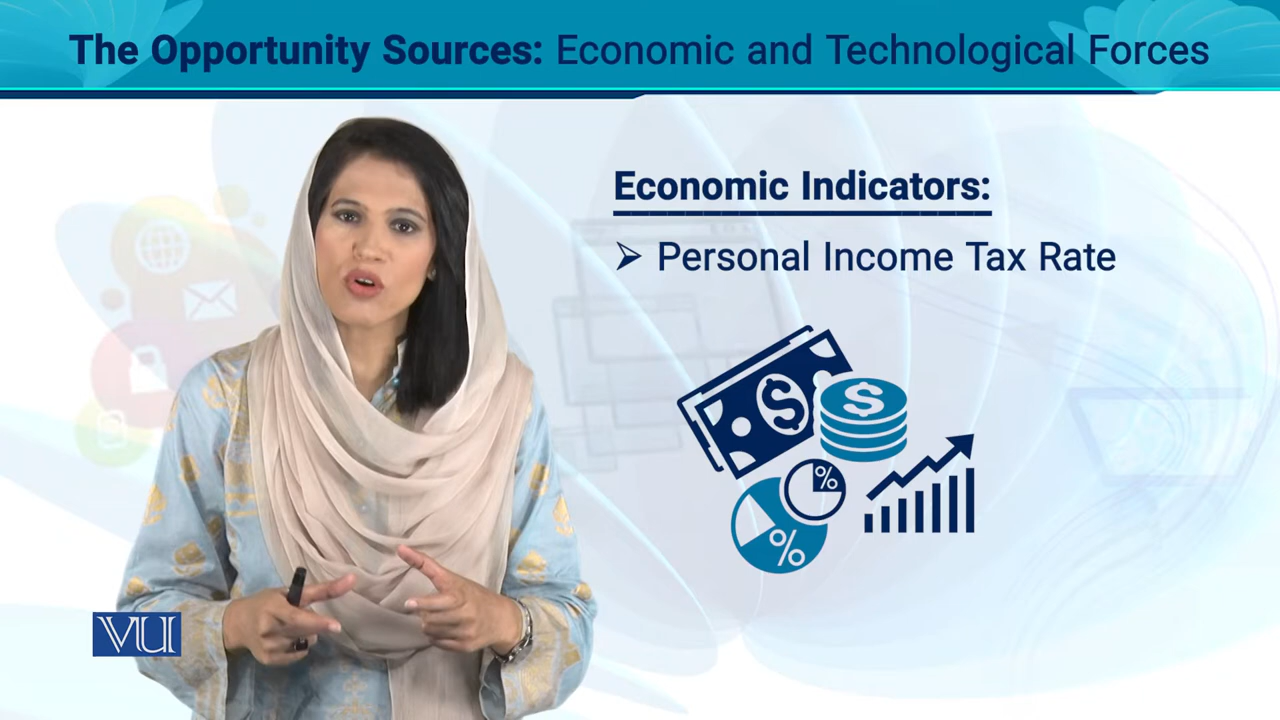 The Opportunity Sources: Economic and Technological Forces
Economic Indicators:
➢ Personal Income Tax Rate
$
$
%
%
VU